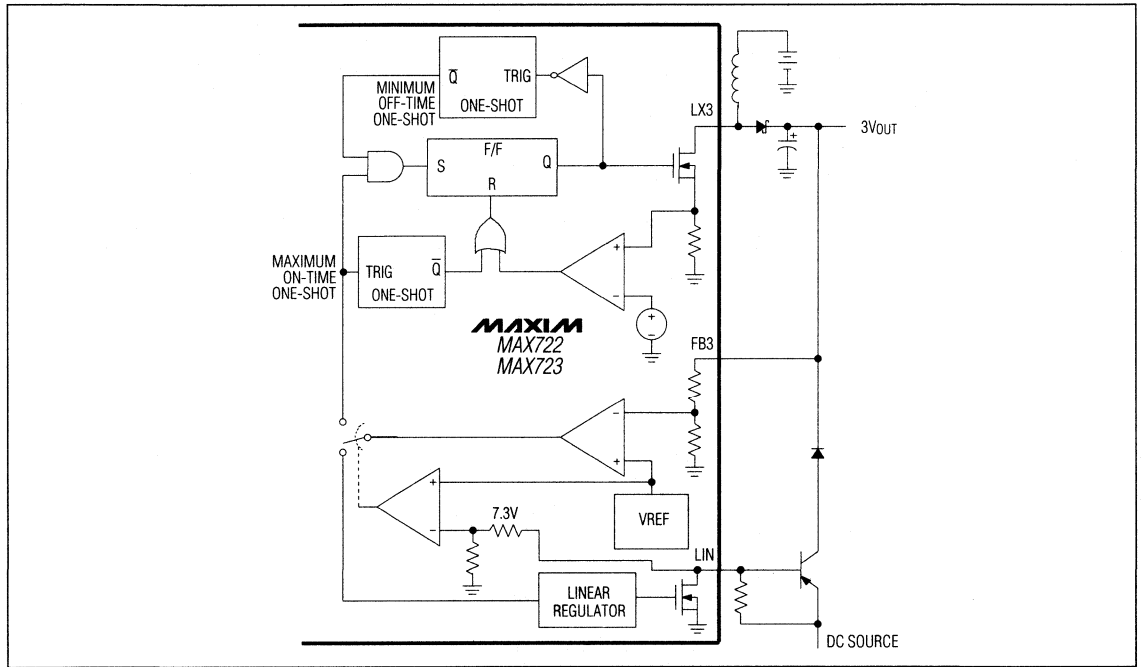 Q TRIG
MINIMUM
OFF-TIME
ONE-SHOT
ONE-SHOT
LX3
3VOUT
F/F
S Q
R
MAXIMUM
ON-TIME
ONE-SHOT
TRIG Q
ONE-SHOT
+
−
+
−
+
MAXIM
MAX722
MAX723
FB3
−
+
+
−
7.3V
VREF
LIN
LINEAR
REGULATOR
DC SOURCE